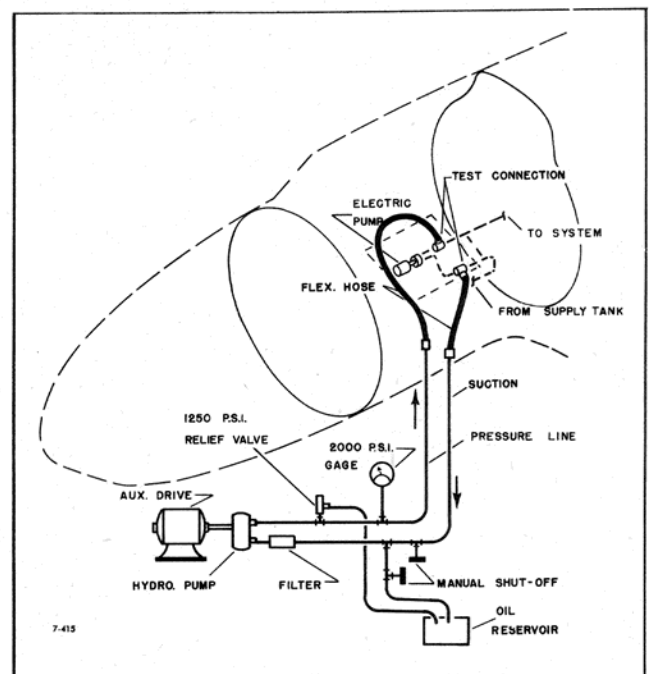 TEST CONNECTION
ELECTRIC
PUMP
TO SYSTEM
FLEX. HOSE
FROM SUPPLY TANK
SUCTION
1250 P.S.I.
RELIEF VALVE
2000 P.S.I.
GAGE
PRESSURE LINE
AUX. DRIVE
HYDRO. PUMP
FILTER
MANUAL SHUT-OFF
OIL
RESERVOIR
7-415